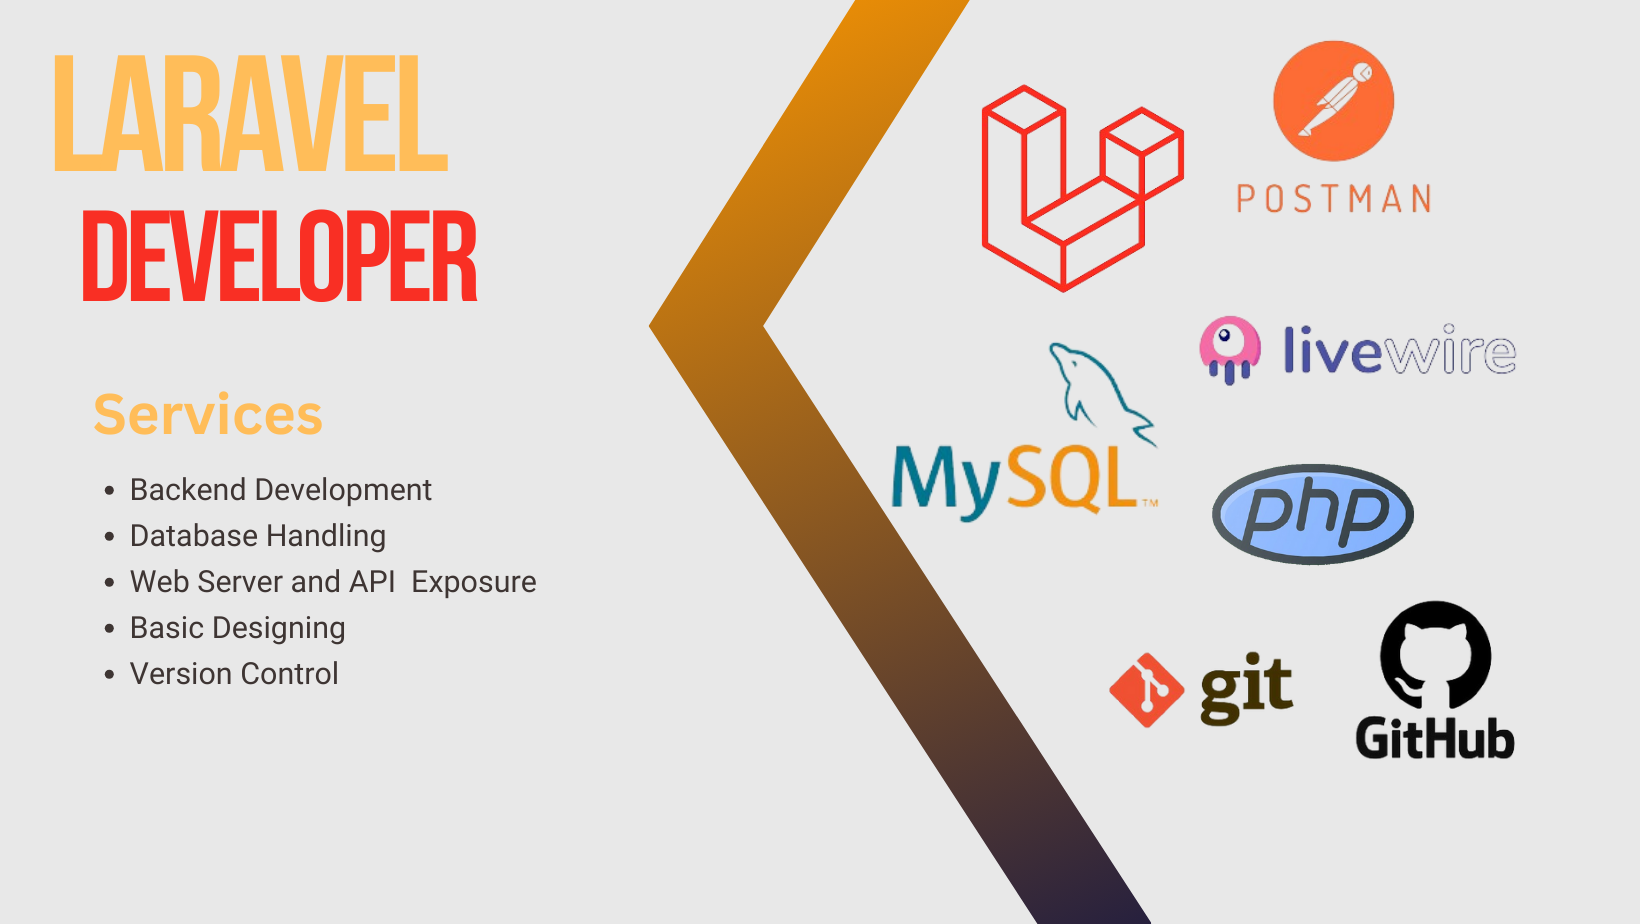 LARAVEL
DEVELOPER
Services
• Backend Development
• Database Handling
• Web Server and API  Exposure
• Basic Designing
• Version Control
POSTMAN
livewire
MySQL™
php
git
GitHub